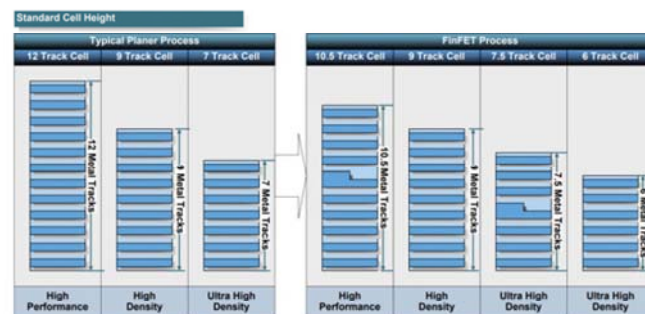 Standard Cell Height
Typical Planer Process
12 Track Cell
9 Track Cell
7 Track Cell
12 Metal Tracks
9 Metal Tracks
7 Metal Tracks
High
Performance
High
Density
Ultra High
Density
FinFET Process
10.5 Track Cell
9 Track Cell
7.5 Track Cell
6 Track Cell
10.5 Metal Tracks
9 Metal Tracks
7.5 Metal Tracks
6 Metal Tracks
High
Performance
High
Density
Ultra High
Density
Ultra High
Density